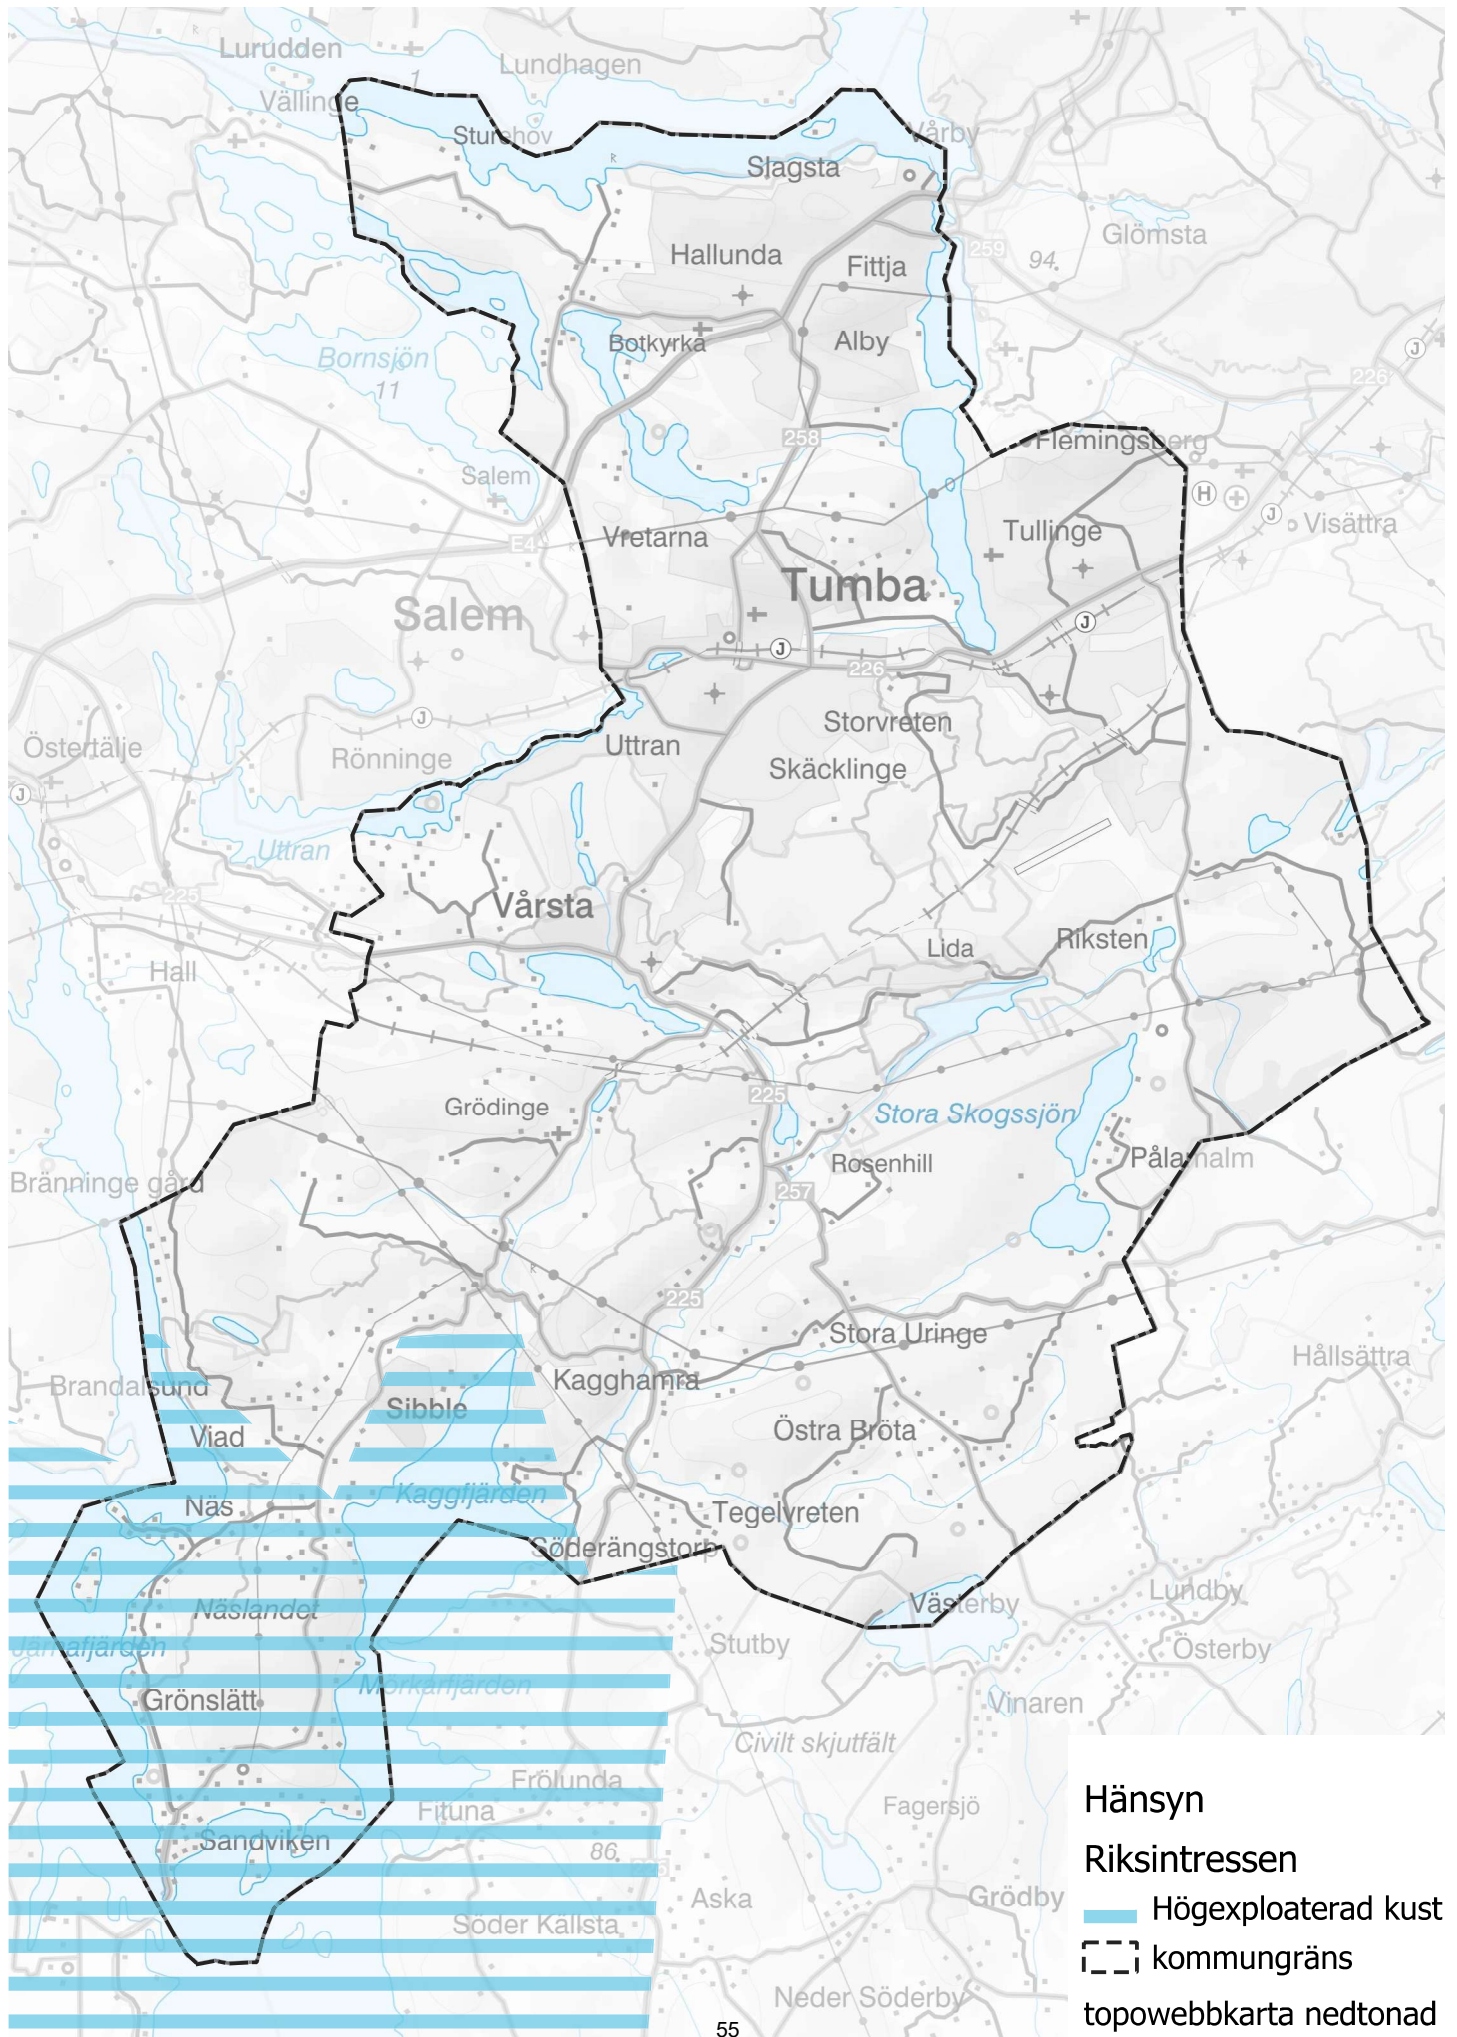 Lurudden
Lundhagen
1
Vällinge
Sturehov
Vårby
Slagsta
Glömsta
Hallunda
Fittja
259
94
Botkyrka
Alby
J
Bornsjön
11
226
258
Flemingsberg
Salem
H
J
Visättra
Vretarna
E4
Tullinge
Tumba
Salem
J
J
226
J
Storvreten
Östertälje
Rönninge
Uttran
Skäcklinge
J
Uttran
225
Vårsta
Lida
Riksten
Hall
225
Grödinge
Stora Skogssjön
Rosenhill
Pålamalm
Bränninge gård
257
225
Stora Uringe
Hållsättra
Brandalsund
Kagghamra
Sibble
Viad
Östra Bröta
Kaggfjärden
Näs
Tegelvreten
Söderängstorp
Näslandet
Västerby
Lundby
Järnafjärden
Stutby
Österby
Mörkarfjärden
Grönslätt
Vinaren
Civilt skjutfält
Frölunda
Fituna
Fagersjö
Sandviken
86
Aska
Grödby
Söder Källsta
Neder Söderby
Hänsyn
Riksintressen
Högexploaterad kust
kommungräns
topowebbkarta nedtonad
55